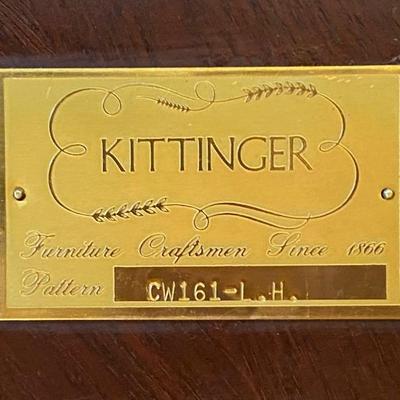 KITTINGER
Furniture Craftsmen Since 1866
Pattern CW161-L.H.